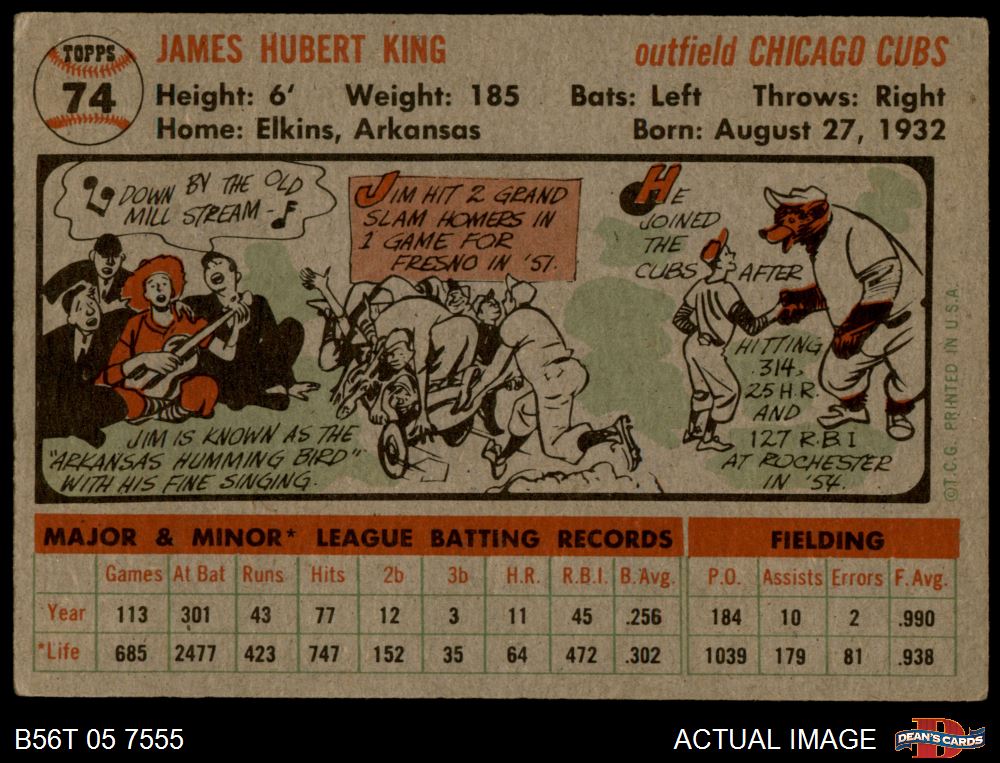 TOPPS
74
JAMES HUBERT KING
outfield CHICAGO CUBS
Height: 6' Weight: 185 Bats: Left Throws: Right
Home: Elkins, Arkansas Born: August 27, 1932
DOWN BY THE OLD
MILL STREAM-
JIM IS KNOWN AS THE
"ARKANSAS HUMMING BIRD"
WITH HIS FINE SINGING.
JIM HIT 2 GRAND
SLAM HOMERS IN
1 GAME FOR
FRESNO IN '51.
HE
JOINED
THE
CUBS AFTER
HITTING
.314,
25 H.R.
AND
127 R.B.I
AT ROCHESTER
IN '54.
©T.C.G. PRINTED IN U.S.A.
MAJOR & MINOR* LEAGUE BATTING RECORDS FIELDING
Games At Bat Runs Hits 2b 3b H.R. R.B.I. B.Avg. P.O. Assists Errors F.Avg.
Year 113 301 43 77 12 3 11 45 .256 184 10 2 .990
*Life 685 2477 423 747 152 35 64 472 .302 1039 179 81 .938
B56T 05 7555
ACTUAL IMAGE
DEAN'S CARDS